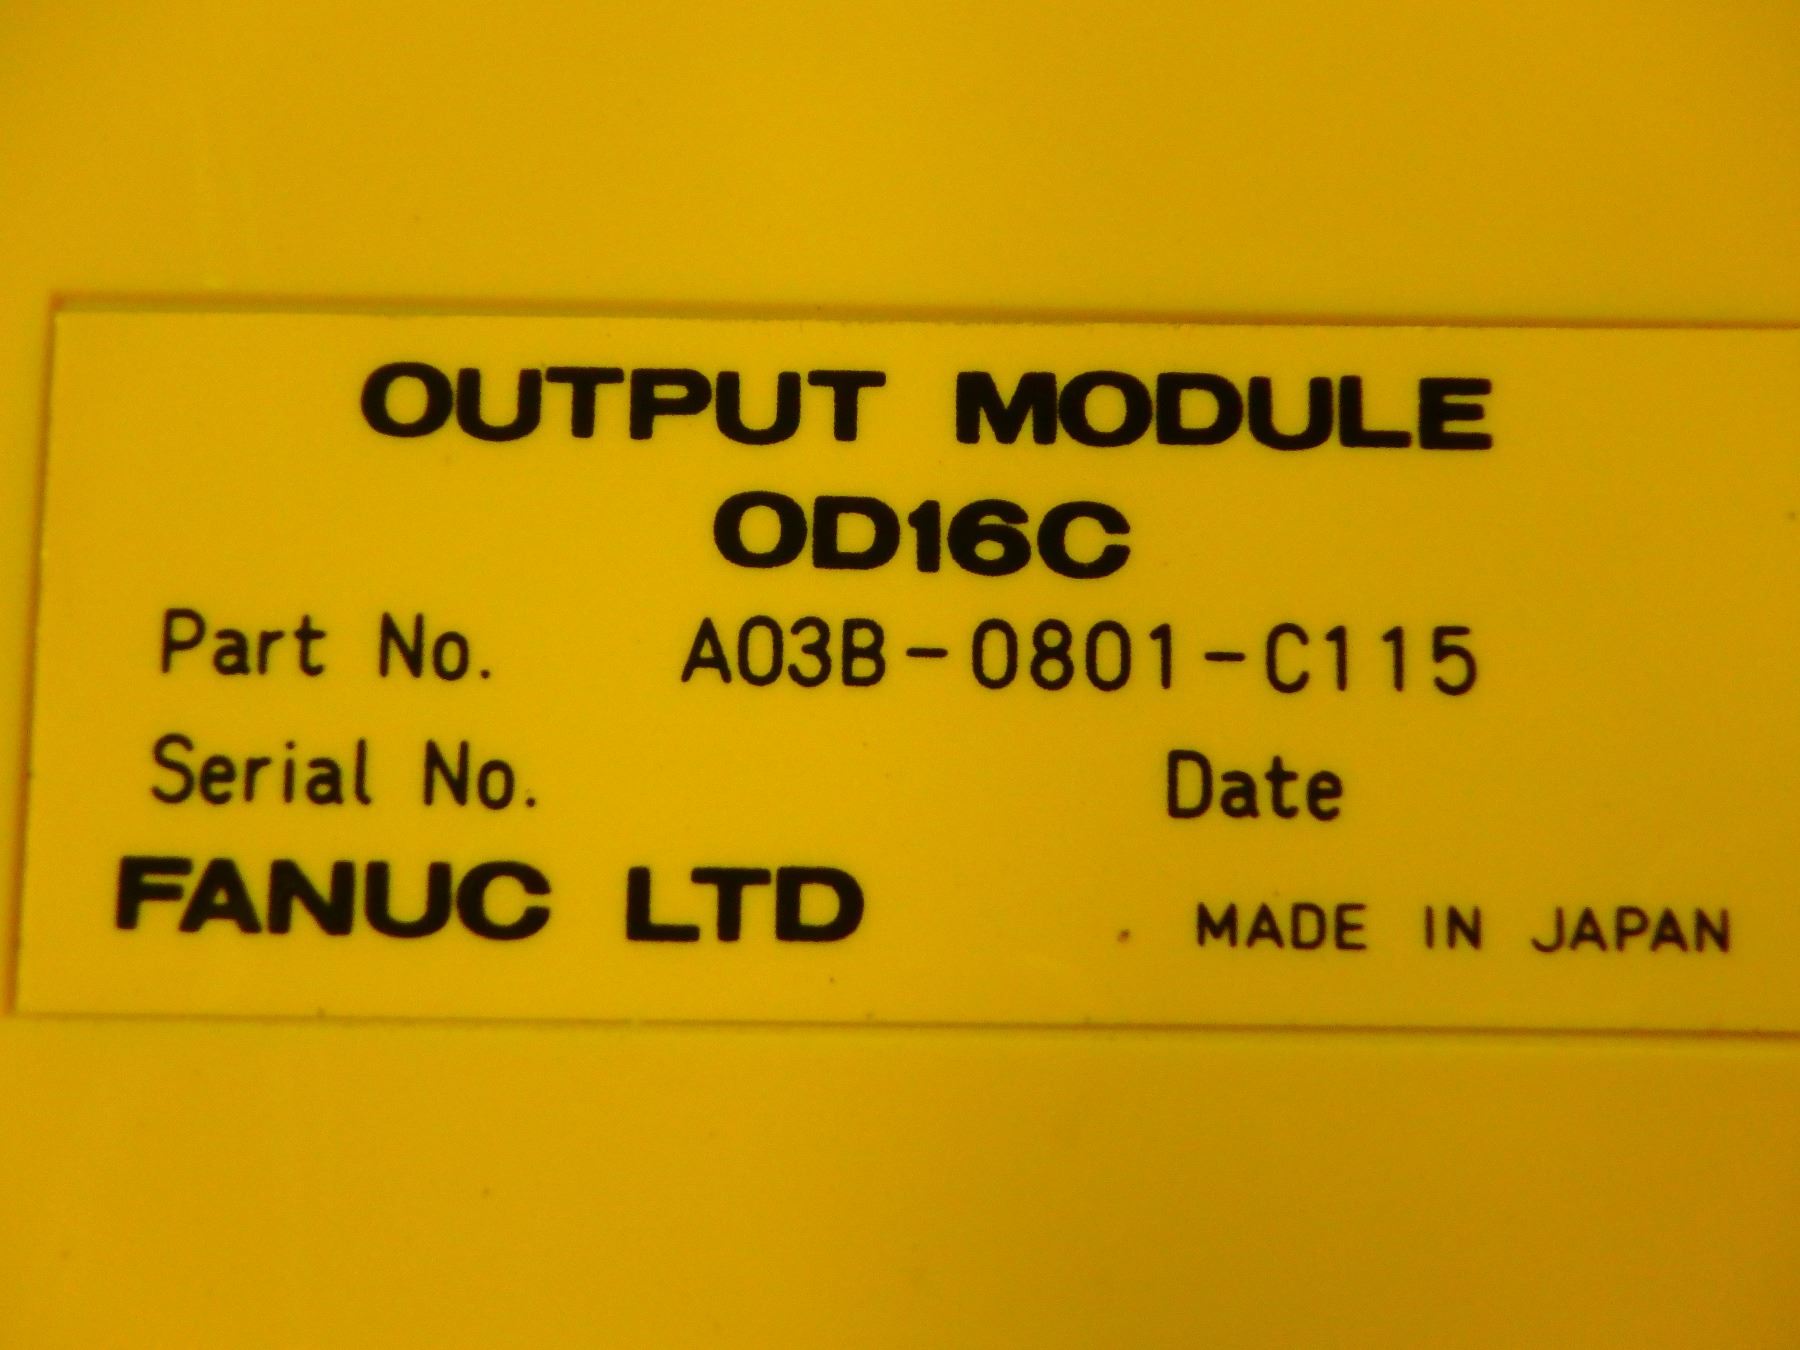 OUTPUT MODULE
OD16C
Part No. A03B-0801-C115
Serial No. Date
FANUC LTD MADE IN JAPAN